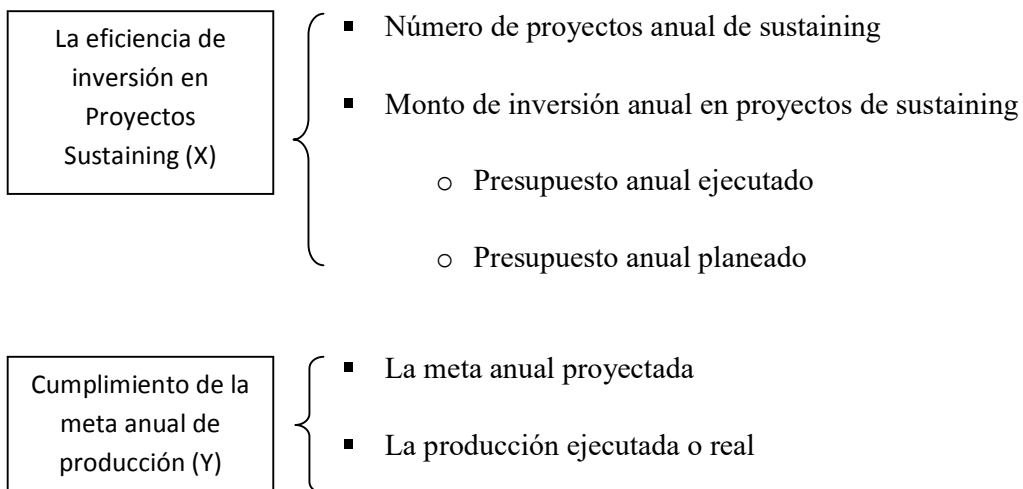 La eficiencia de
inversión en
Proyectos
Sustaining (X)
▪ Número de proyectos anual de sustaining
▪ Monto de inversión anual en proyectos de sustaining
o Presupuesto anual ejecutado
o Presupuesto anual planeado
Cumplimiento de la
meta anual de
producción (Y)
▪ La meta anual proyectada
▪ La producción ejecutada o real